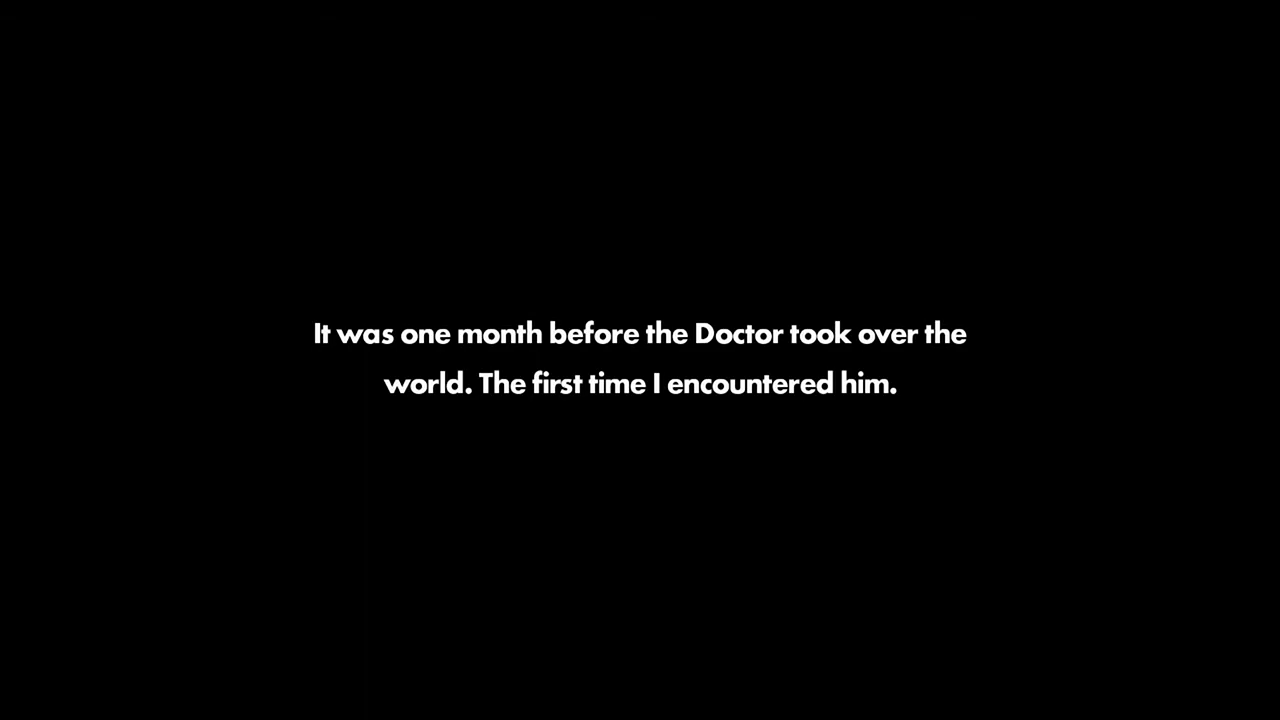 It was one month before the Doctor took over the
world. The first time I encountered him.